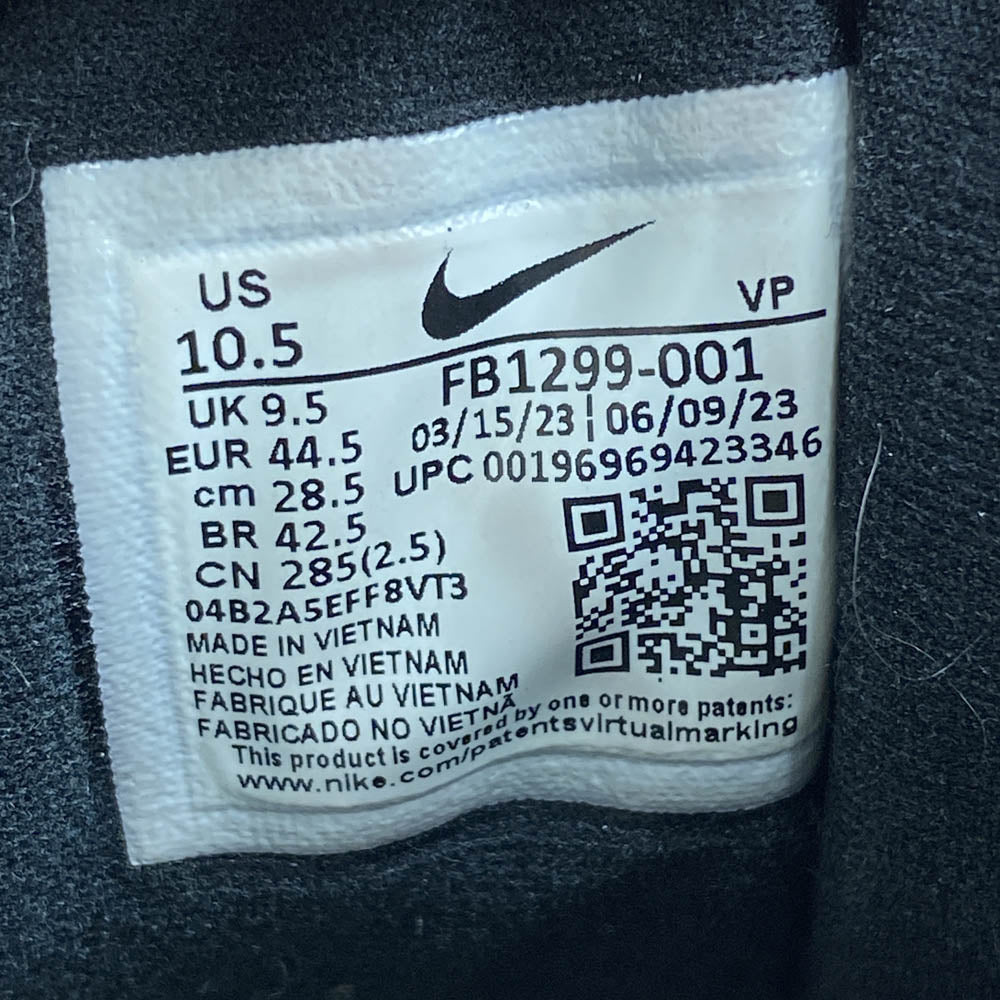 US
10.5
VP
FB1299-001
UK 9.5
03/15/23 | 06/09/23
EUR 44.5
UPC 00196969423346
cm 28.5
BR 42.5
CN 285(2.5)
04B2A5EFF8VT3
MADE IN VIETNAM
HECHO EN VIETNAM
FABRIQUE AU VIETNAM
FABRICADO NO VIETNÃ
This product is covered by one or more patents:
www.nike.com/patentsvirtualmarking